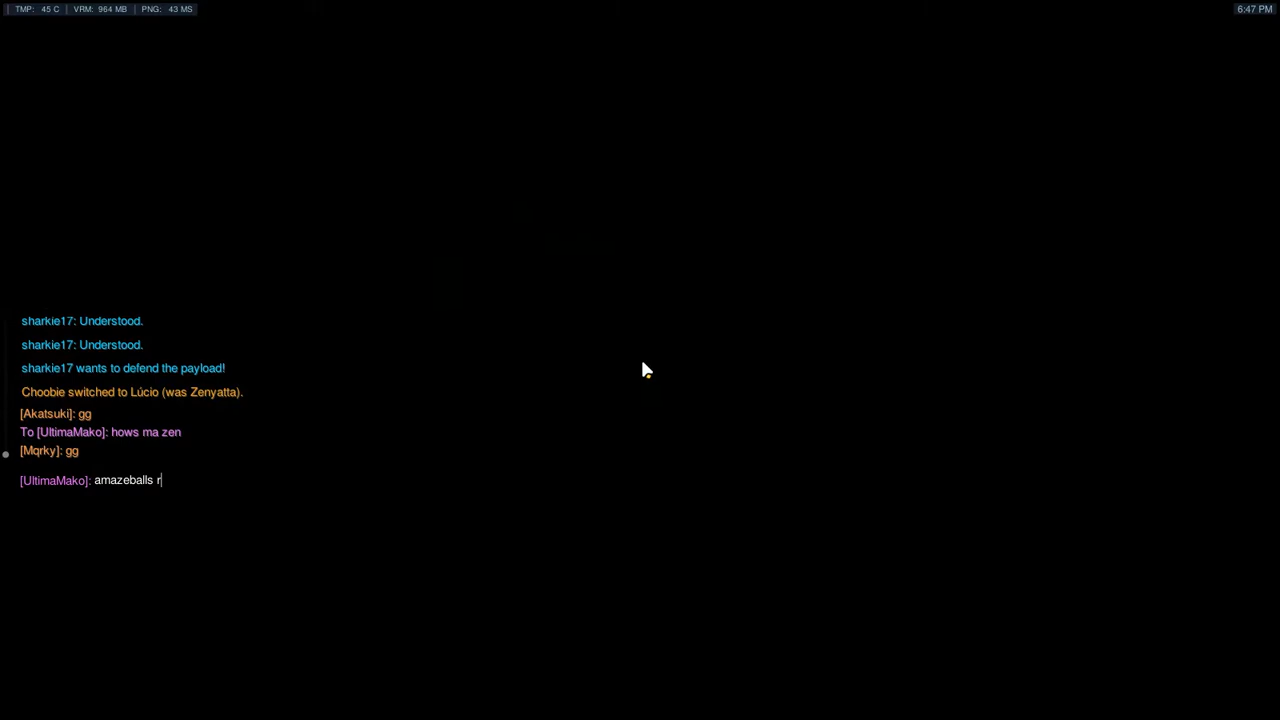 TMP: 45 C | VRM: 964 MB | PNG: 43 MS
6:47 PM
sharkie17: Understood.
sharkie17: Understood.
sharkie17 wants to defend the payload!
Choobie switched to Lúcio (was Zenyatta).
[Akatsuki]: gg
To [UltimaMako]: hows ma zen
[Mqrky]: gg
[UltimaMako]: amazeballs r